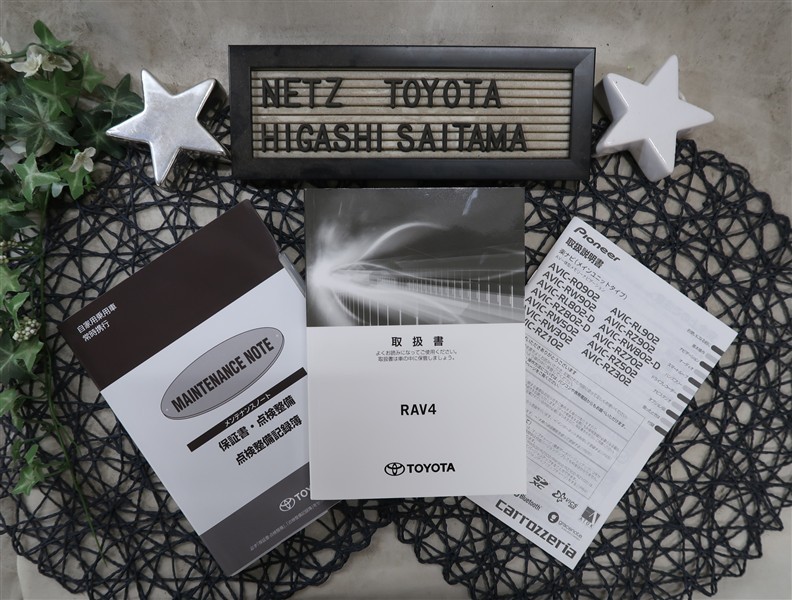 NETZ TOYOTA
HIGASHI SAITAMA
自家用乗用車
常時携行
MAINTENANCE NOTE
メンテナンスノート
保証書・点検整備
点検整備記録簿
取扱書
よくお読みになってご使用ください。
取扱書は車の中に保管しましょう。
RAV4
TOYOTA
Pioneer
取扱説明書
AVIC-RQ902
AVIC-RW902
AVIC-RL802-D
AVIC-RZ802-D
AVIC-RW502
AVIC-RW302
AVIC-RZ102
AVIC-RL902
AVIC-RZ902
AVIC-RW802-D
AVIC-RZ702
AVIC-RZ502
AVIC-RZ302
Bluetooth
carrozzeria